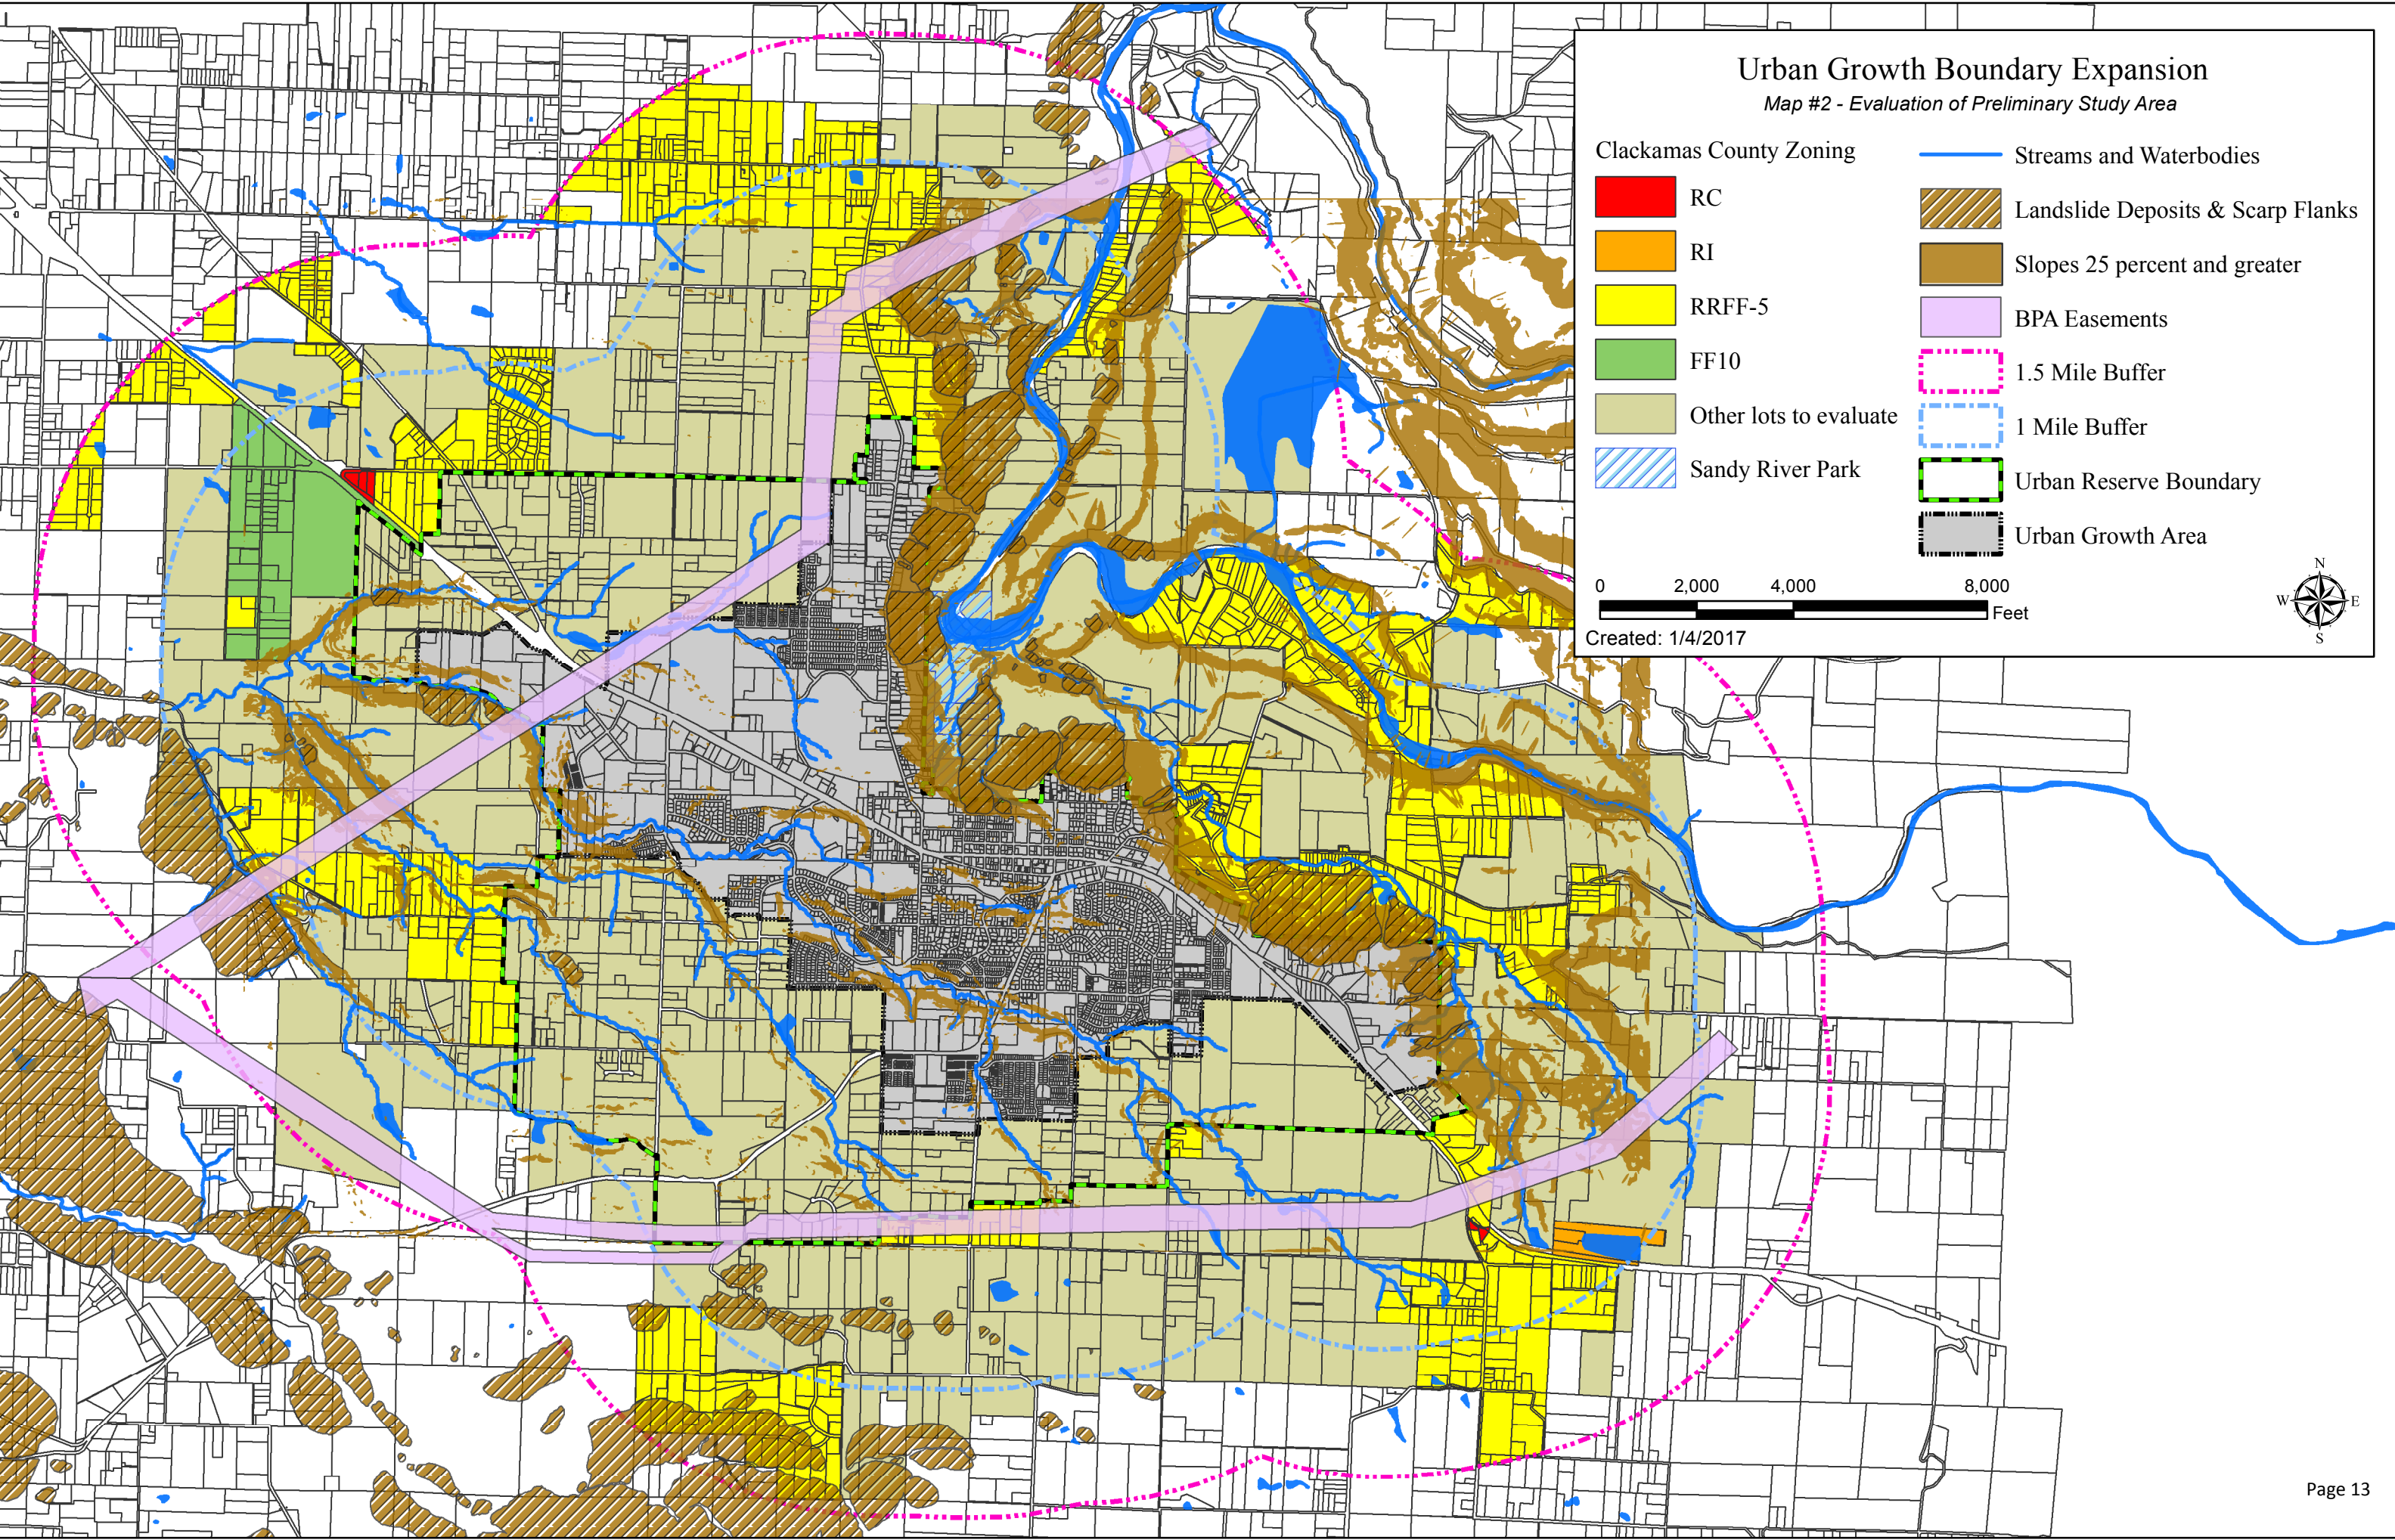 Urban Growth Boundary Expansion
Map #2 - Evaluation of Preliminary Study Area
Clackamas County Zoning
RC
RI
RRFF-5
FF10
Other lots to evaluate
Sandy River Park
Streams and Waterbodies
Landslide Deposits & Scarp Flanks
Slopes 25 percent and greater
BPA Easements
1.5 Mile Buffer
1 Mile Buffer
Urban Reserve Boundary
Urban Growth Area
0 2,000 4,000 8,000
Feet
Created: 1/4/2017
N
W E
S
Page 13